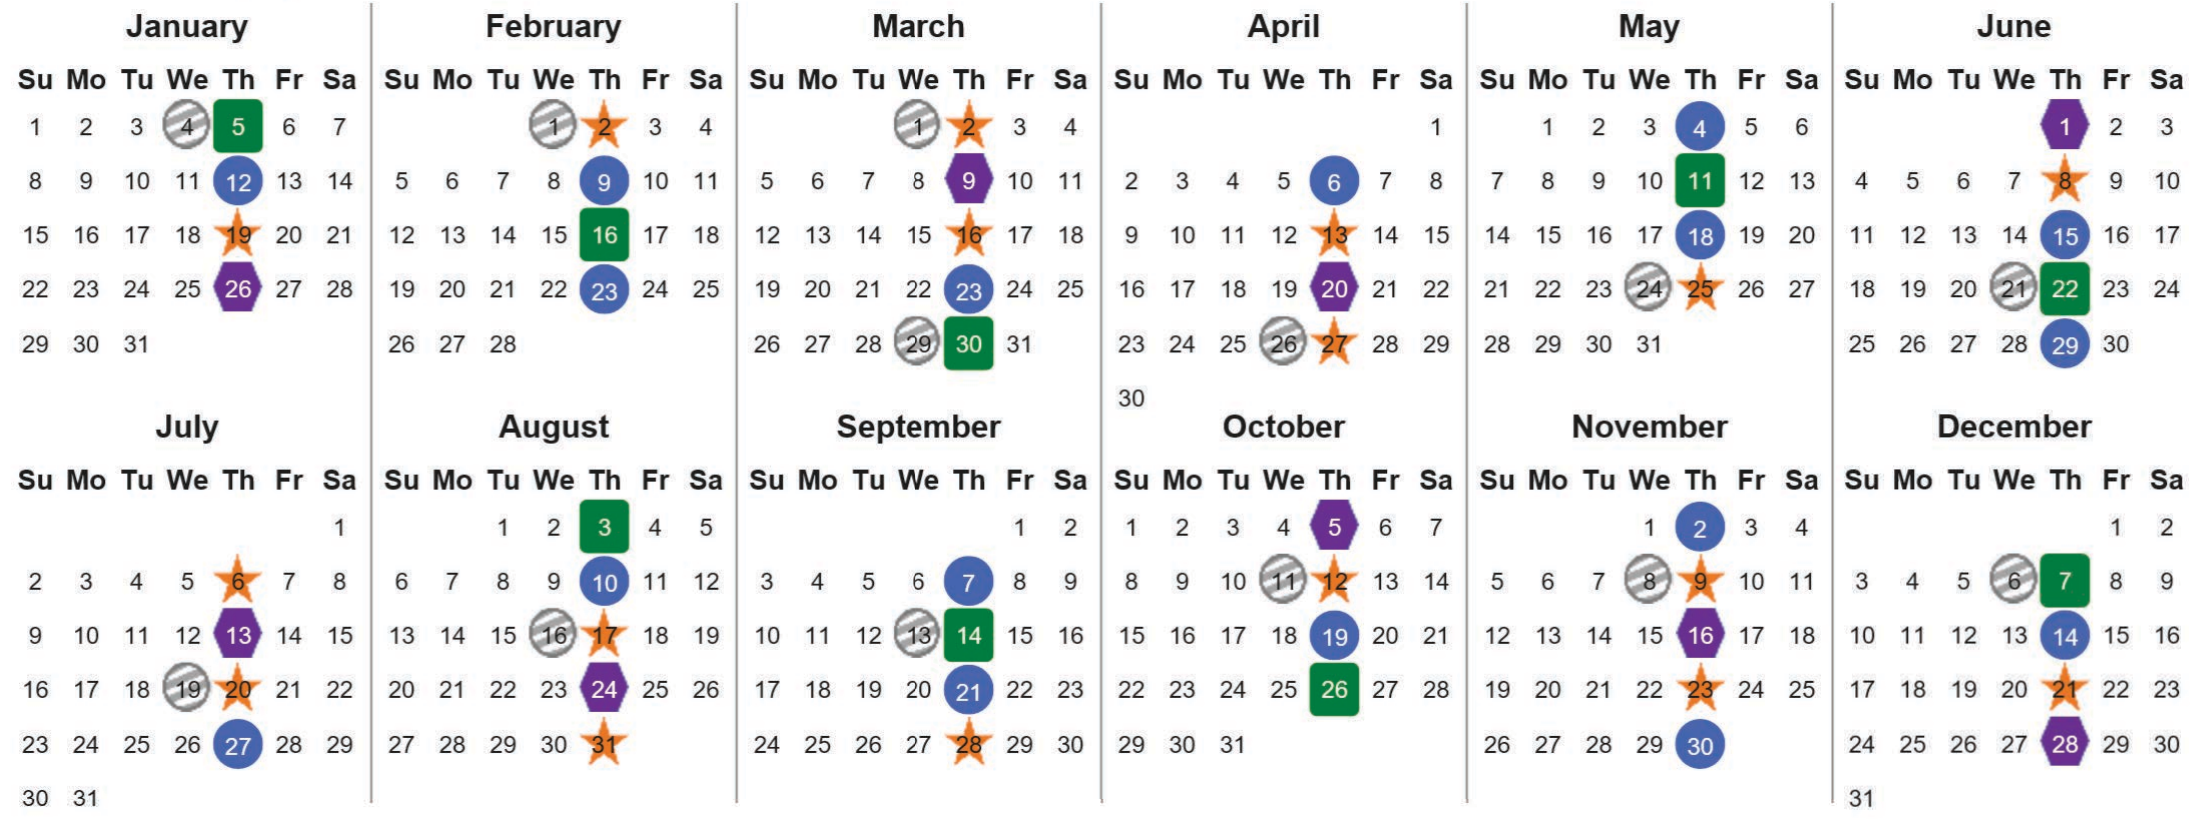 January
Su Mo Tu We Th Fr Sa
1 2 3 4 5 6 7
8 9 10 11 12 13 14
15 16 17 18 19 20 21
22 23 24 25 26 27 28
29 30 31
February
Su Mo Tu We Th Fr Sa
1 2 3 4
5 6 7 8 9 10 11
12 13 14 15 16 17 18
19 20 21 22 23 24 25
26 27 28
March
Su Mo Tu We Th Fr Sa
1 2 3 4
5 6 7 8 9 10 11
12 13 14 15 16 17 18
19 20 21 22 23 24 25
26 27 28 29 30 31
April
Su Mo Tu We Th Fr Sa
1
2 3 4 5 6 7 8
9 10 11 12 13 14 15
16 17 18 19 20 21 22
23 24 25 26 27 28 29
30
May
Su Mo Tu We Th Fr Sa
1 2 3 4 5 6
7 8 9 10 11 12 13
14 15 16 17 18 19 20
21 22 23 24 25 26 27
28 29 30 31
June
Su Mo Tu We Th Fr Sa
1 2 3
4 5 6 7 8 9 10
11 12 13 14 15 16 17
18 19 20 21 22 23 24
25 26 27 28 29 30
July
Su Mo Tu We Th Fr Sa
1
2 3 4 5 6 7 8
9 10 11 12 13 14 15
16 17 18 19 20 21 22
23 24 25 26 27 28 29
30 31
August
Su Mo Tu We Th Fr Sa
1 2 3 4 5
6 7 8 9 10 11 12
13 14 15 16 17 18 19
20 21 22 23 24 25 26
27 28 29 30 31
September
Su Mo Tu We Th Fr Sa
1 2
3 4 5 6 7 8 9
10 11 12 13 14 15 16
17 18 19 20 21 22 23
24 25 26 27 28 29 30
October
Su Mo Tu We Th Fr Sa
1 2 3 4 5 6 7
8 9 10 11 12 13 14
15 16 17 18 19 20 21
22 23 24 25 26 27 28
29 30 31
November
Su Mo Tu We Th Fr Sa
1 2 3 4
5 6 7 8 9 10 11
12 13 14 15 16 17 18
19 20 21 22 23 24 25
26 27 28 29 30
December
Su Mo Tu We Th Fr Sa
1 2
3 4 5 6 7 8 9
10 11 12 13 14 15 16
17 18 19 20 21 22 23
24 25 26 27 28 29 30
31